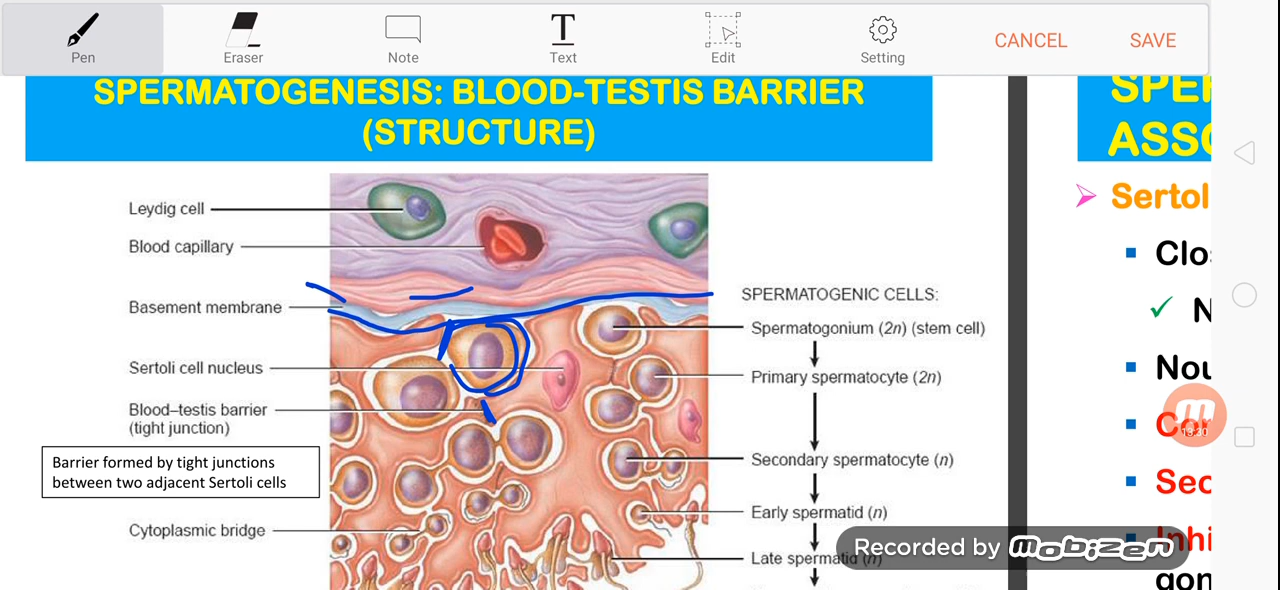 Pen
Eraser
Note
Text
Edit
Setting
CANCEL
SAVE
SPERMATOGENESIS: BLOOD-TESTIS BARRIER
(STRUCTURE)
Leydig cell
Blood capillary
Basement membrane
Sertoli cell nucleus
Blood–testis barrier
(tight junction)
Barrier formed by tight junctions
between two adjacent Sertoli cells
Cytoplasmic bridge
SPERMATOGENIC CELLS:
Spermatogonium (2n) (stem cell)
Primary spermatocyte (2n)
Secondary spermatocyte (n)
Early spermatid (n)
Late spermatid (n)
SPER
ASSO
Sertol
Clo
N
Nou
Sec
Inhi
gon
Recorded by Mobizen